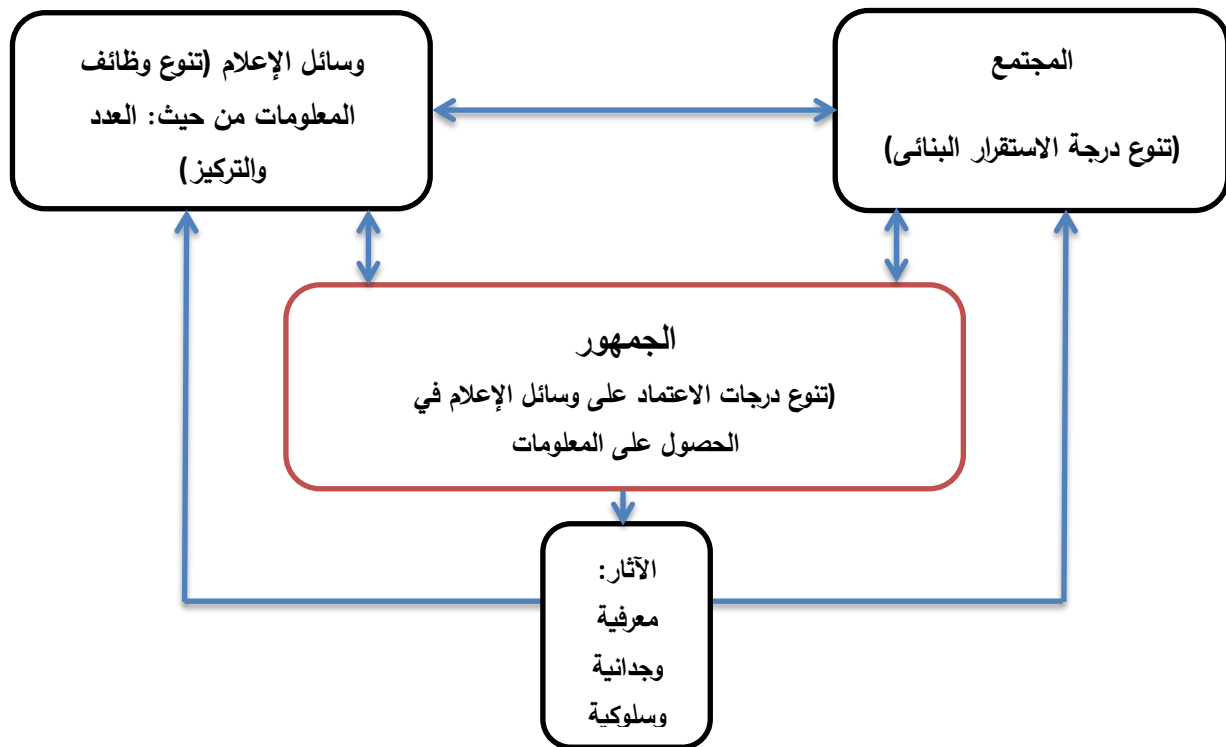 المجتمع
(تنوع درجة الاستقرار البنائى)
وسائل الإعلام (تنوع وظائف
المعلومات من حيث: العدد
والتركيز)
الجمهور
(تنوع درجات الاعتماد على وسائل الإعلام في
الحصول على المعلومات
الآثار:
معرفية
وجدانية
وسلوكية